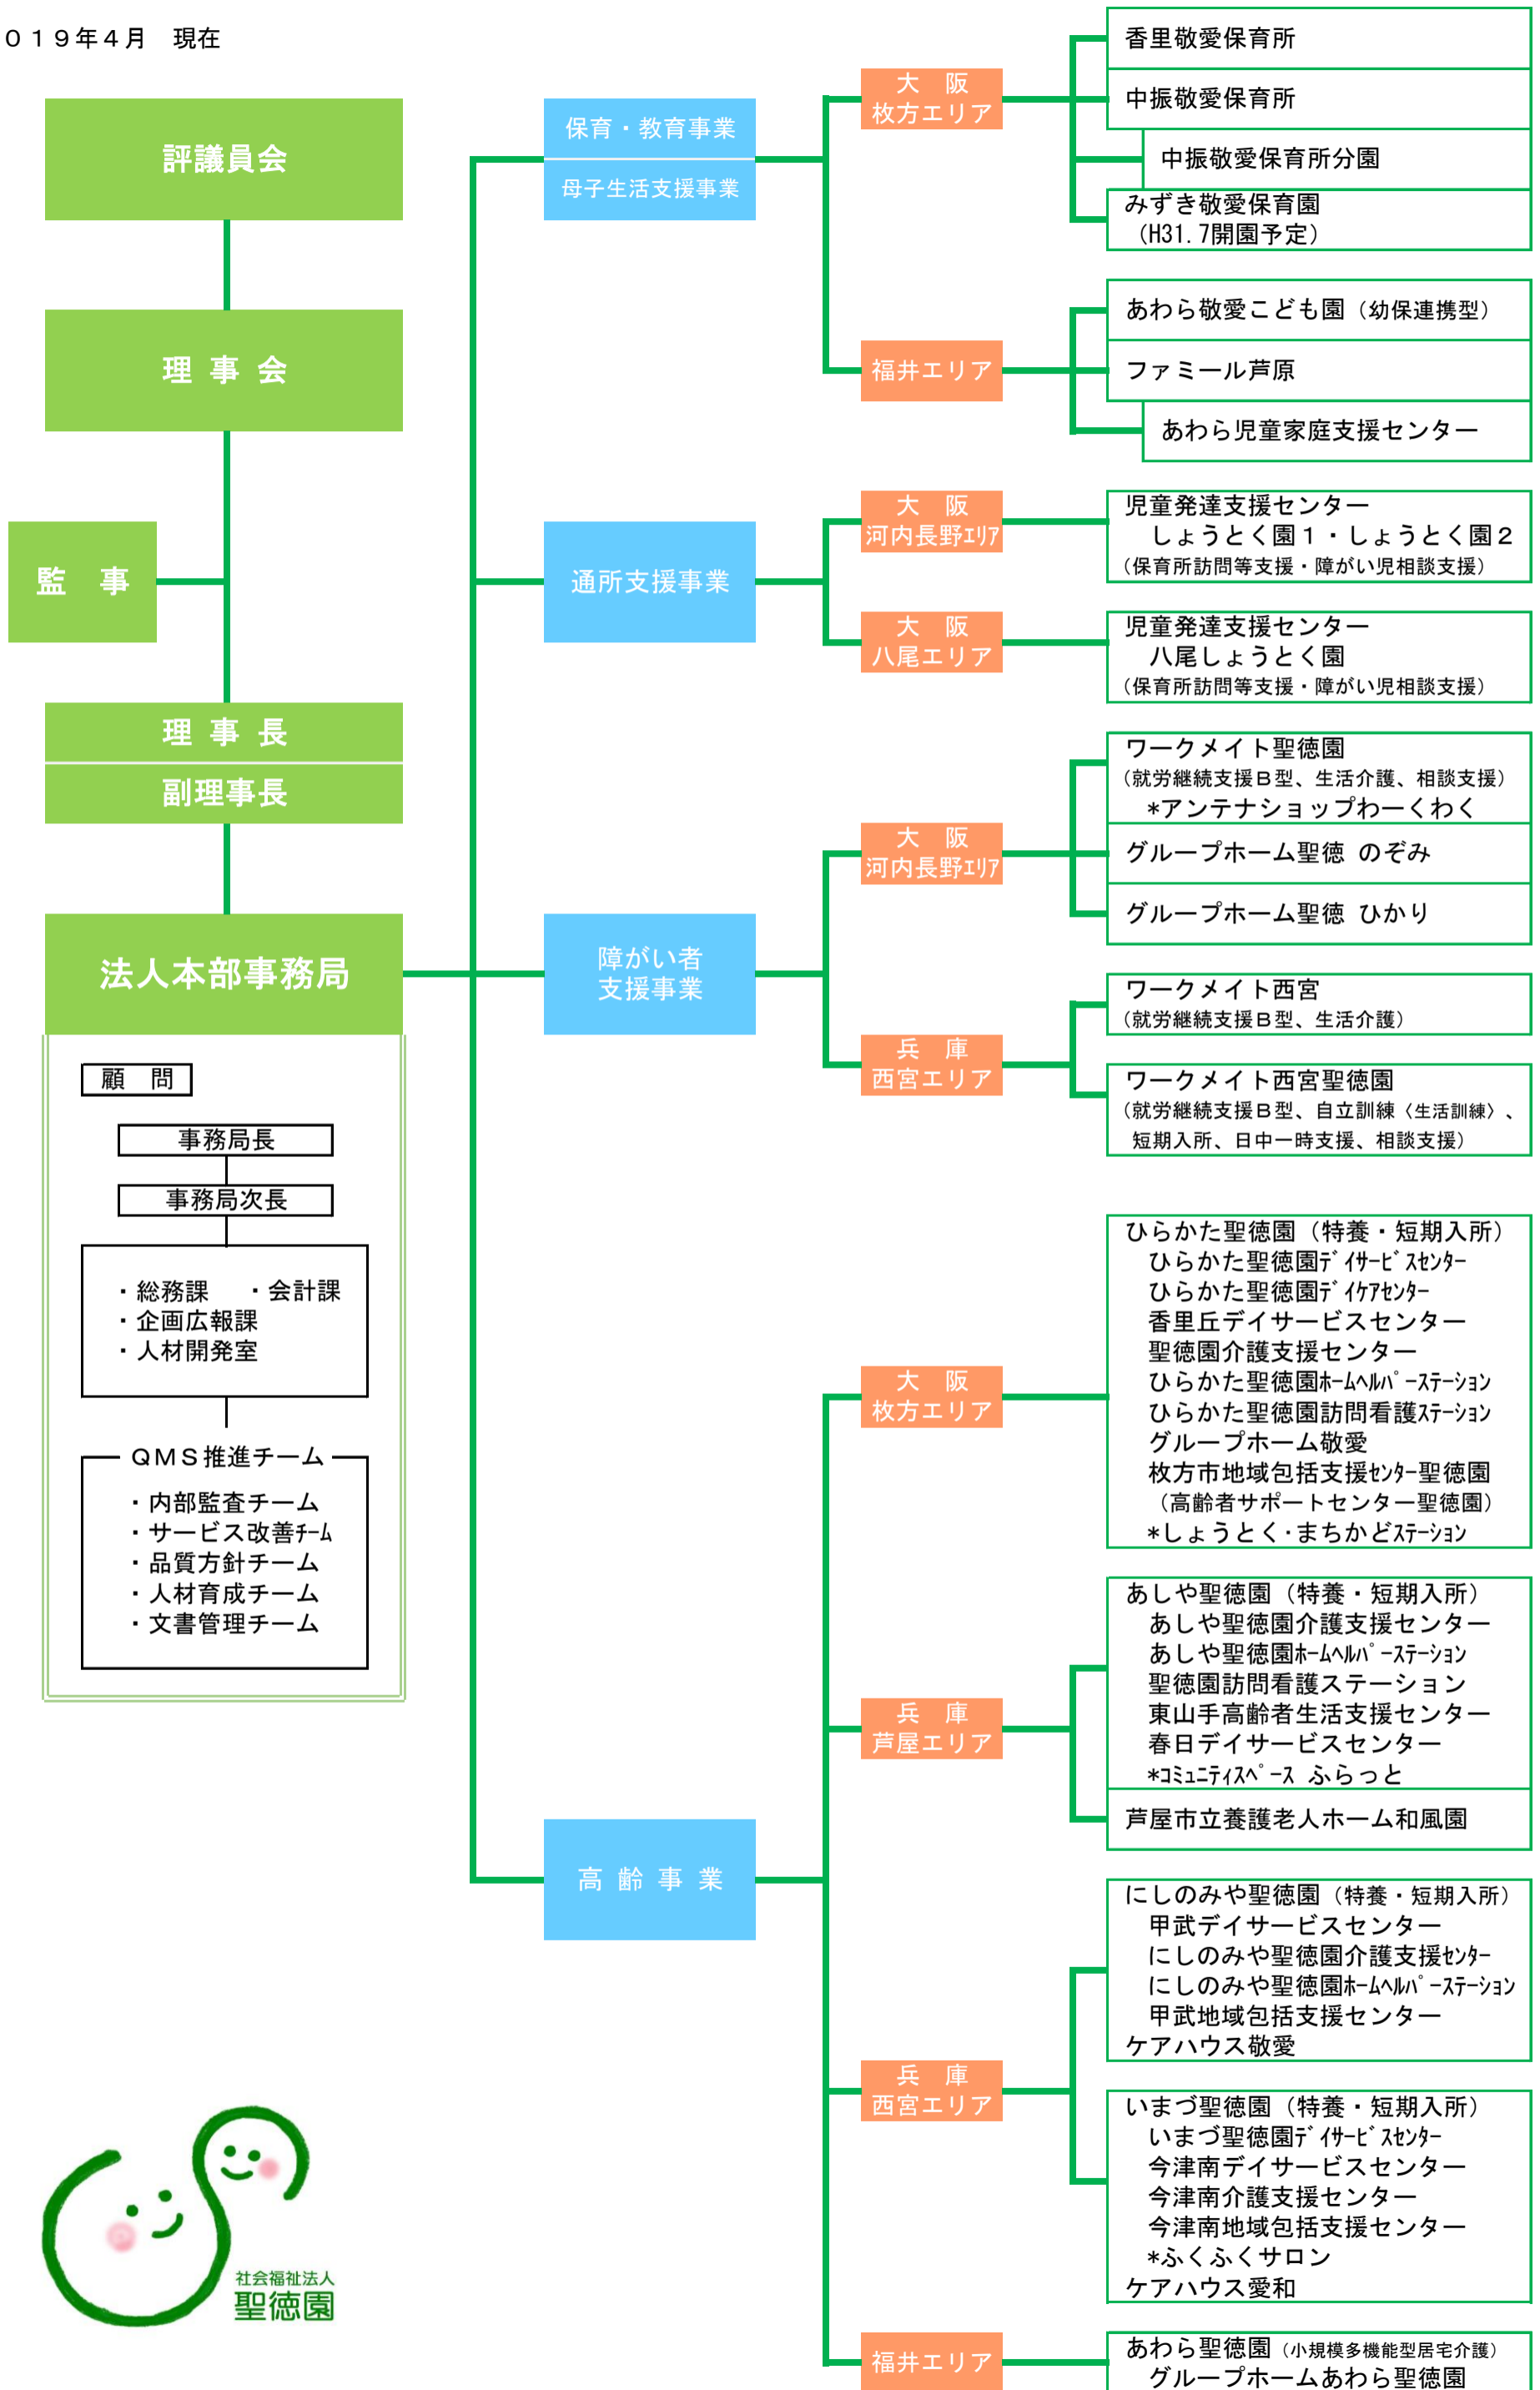 ０１９年４月　現在
評議員会
理 事 会
監　事
理 事 長
副理事長
法人本部事務局
顧　問
事務局長
事務局次長
・総務課　・会計課
・企画広報課
・人材開発室
ＱＭＳ推進チーム
・内部監査チーム
・サービス改善ﾁｰﾑ
・品質方針チーム
・人材育成チーム
・文書管理チーム
保育・教育事業
母子生活支援事業
大　阪
枚方エリア
香里敬愛保育所
中振敬愛保育所
中振敬愛保育所分園
みずき敬愛保育園
（H31.7開園予定）
福井エリア
あわら敬愛こども園（幼保連携型）
ファミール芦原
あわら児童家庭支援センター
通所支援事業
大　阪
河内長野ｴﾘｱ
児童発達支援センター
しょうとく園１・しょうとく園２
（保育所訪問等支援・障がい児相談支援）
大　阪
八尾エリア
児童発達支援センター
八尾しょうとく園
（保育所訪問等支援・障がい児相談支援）
障がい者
支援事業
大　阪
河内長野ｴﾘｱ
ワークメイト聖徳園
（就労継続支援Ｂ型、生活介護、相談支援）
*アンテナショップわーくわく
グループホーム聖徳 のぞみ
グループホーム聖徳 ひかり
兵　庫
西宮エリア
ワークメイト西宮
（就労継続支援Ｂ型、生活介護）
ワークメイト西宮聖徳園
（就労継続支援Ｂ型、自立訓練〈生活訓練〉、
短期入所、日中一時支援、相談支援）
高 齢 事 業
大　阪
枚方エリア
ひらかた聖徳園（特養・短期入所）
ひらかた聖徳園ﾃﾞｲｻｰﾋﾞｽｾﾝﾀｰ
ひらかた聖徳園ﾃﾞｲｹｱｾﾝﾀｰ
香里丘デイサービスセンター
聖徳園介護支援センター
ひらかた聖徳園ﾎｰﾑﾍﾙﾊﾟｰｽﾃｰｼｮﾝ
ひらかた聖徳園訪問看護ｽﾃｰｼｮﾝ
グループホーム敬愛
枚方市地域包括支援ｾﾝﾀｰ聖徳園
（高齢者サポートセンター聖徳園）
*しょうとく･まちかどｽﾃｰｼｮﾝ
兵　庫
芦屋エリア
あしや聖徳園（特養・短期入所）
あしや聖徳園介護支援センター
あしや聖徳園ﾎｰﾑﾍﾙﾊﾟｰｽﾃｰｼｮﾝ
聖徳園訪問看護ステーション
東山手高齢者生活支援センター
春日デイサービスセンター
*ｺﾐｭﾆﾃｨｽﾍﾟｰｽ ふらっと
芦屋市立養護老人ホーム和風園
兵　庫
西宮エリア
にしのみや聖徳園（特養・短期入所）
甲武デイサービスセンター
にしのみや聖徳園介護支援ｾﾝﾀｰ
にしのみや聖徳園ﾎｰﾑﾍﾙﾊﾟｰｽﾃｰｼｮﾝ
甲武地域包括支援センター
ケアハウス敬愛
いまづ聖徳園（特養・短期入所）
いまづ聖徳園ﾃﾞｲｻｰﾋﾞｽｾﾝﾀｰ
今津南デイサービスセンター
今津南介護支援センター
今津南地域包括支援センター
*ふくふくサロン
ケアハウス愛和
福井エリア
あわら聖徳園（小規模多機能型居宅介護）
グループホームあわら聖徳園
社会福祉法人
聖徳園